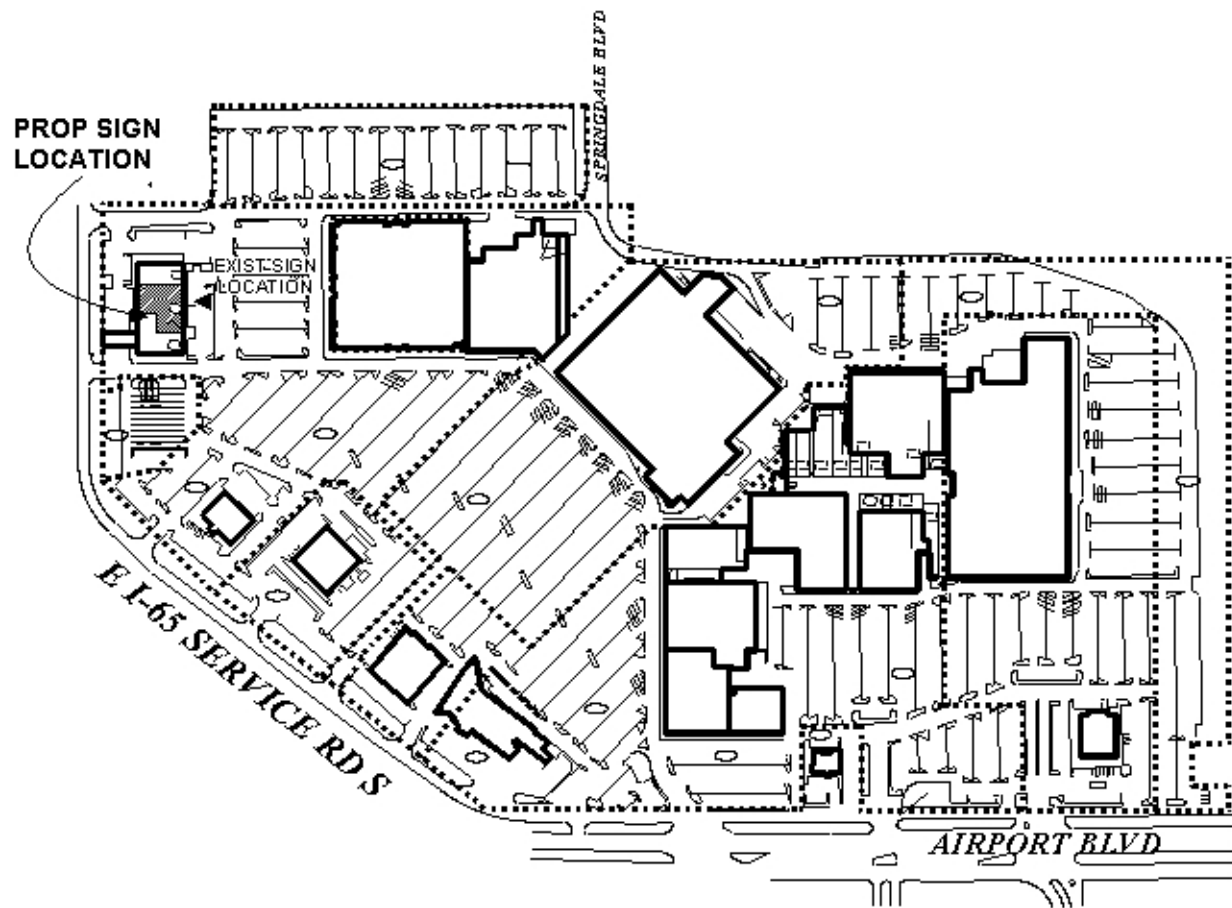 SPRINGDALE BLVD
PROP SIGN
LOCATION
EXIST SIGN
LOCATION
E I-65 SERVICE RD S
AIRPORT BLVD